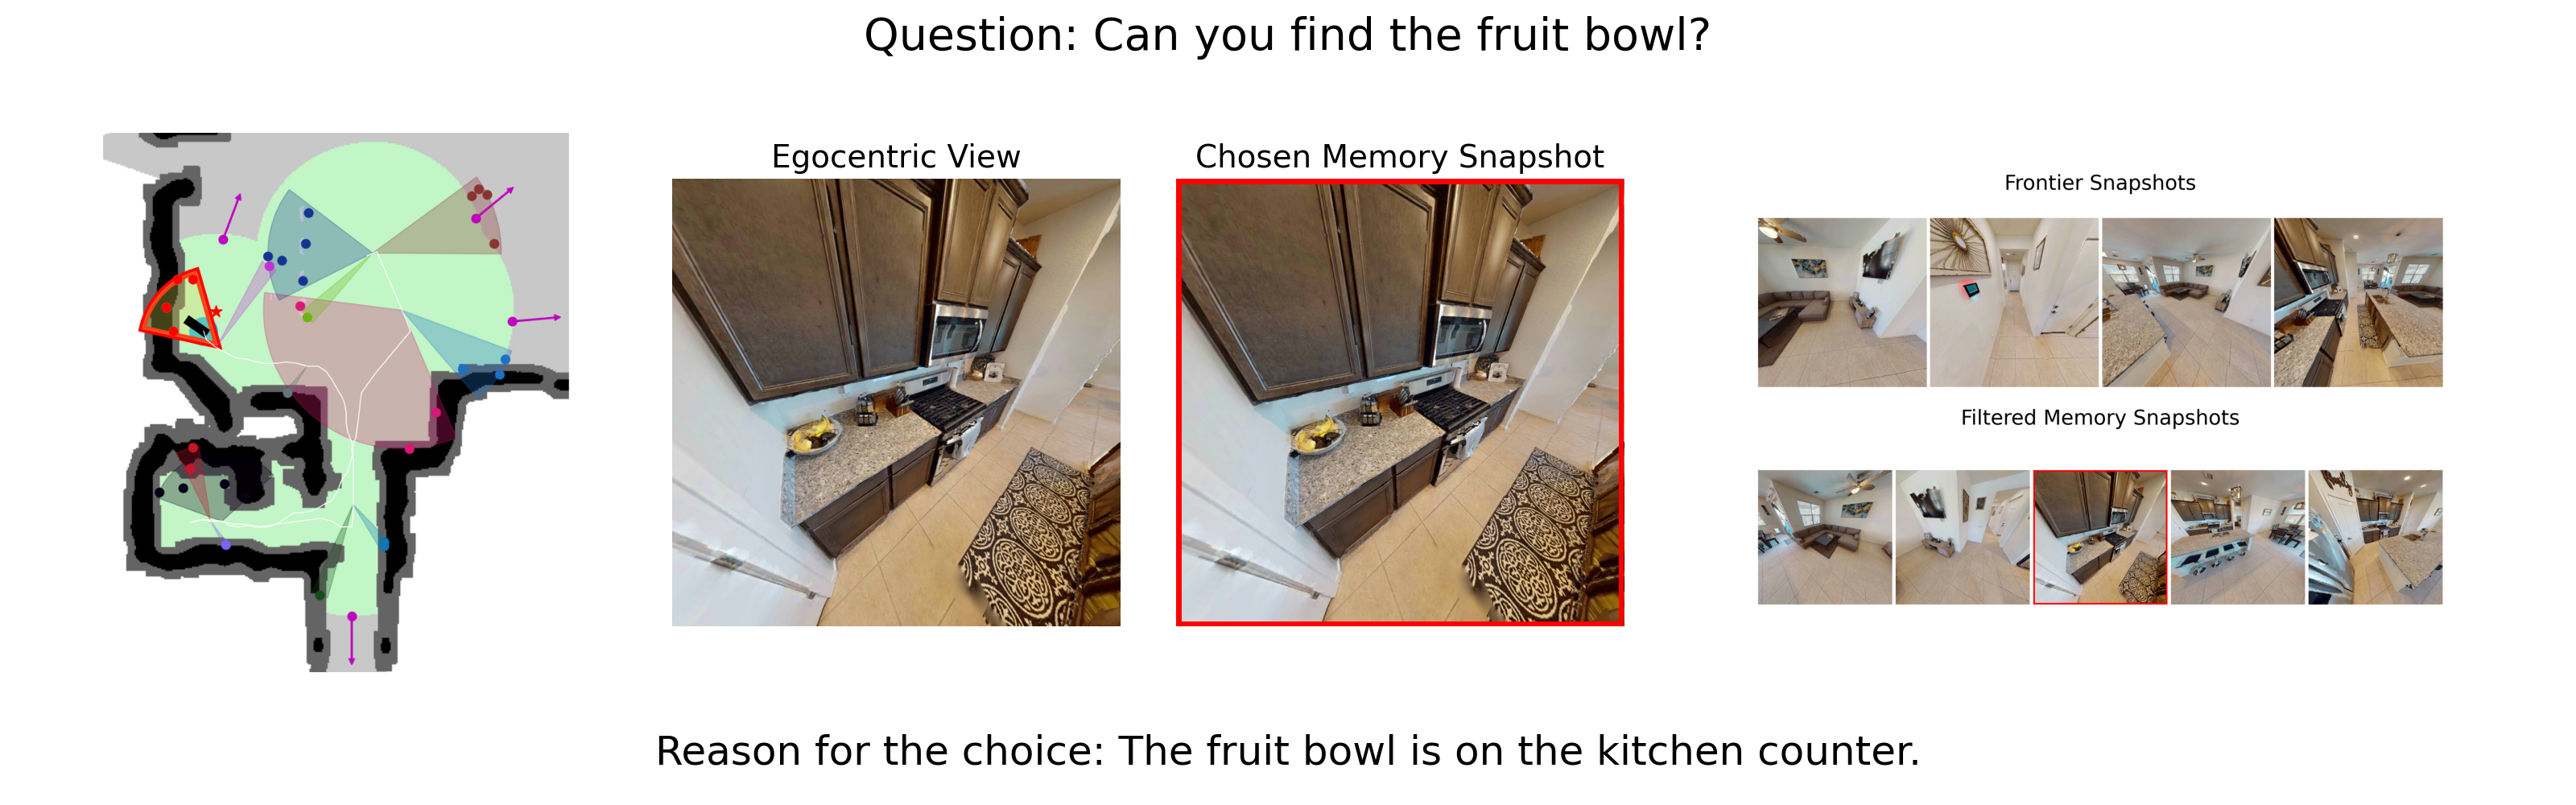 Question: Can you find the fruit bowl?
Egocentric View
Chosen Memory Snapshot
Frontier Snapshots
Filtered Memory Snapshots
Reason for the choice: The fruit bowl is on the kitchen counter.